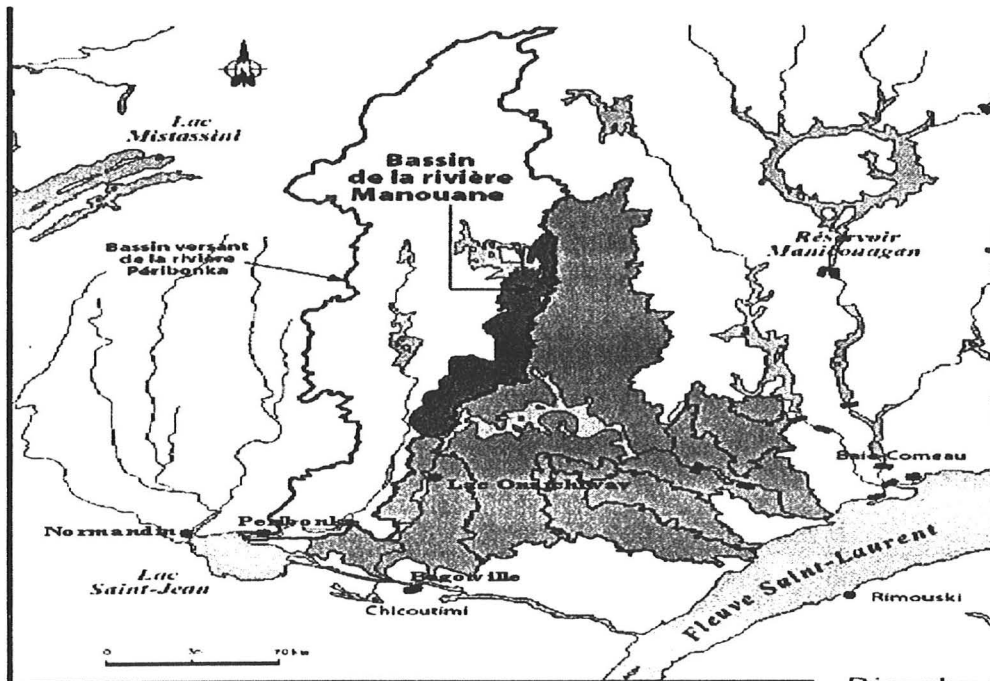 N
Lac
Mistassini
Bassin
de la rivière
Manouane
Bassin versant
de la rivière
Péribonka
Réservoir
Manicouagan
Baie Comeau
Lac
Normandin
Péribonka
Lac
Saint-Jean
Bagotville
Chicoutimi
Fleuve Saint-Laurent
Rimouski
0
70 km